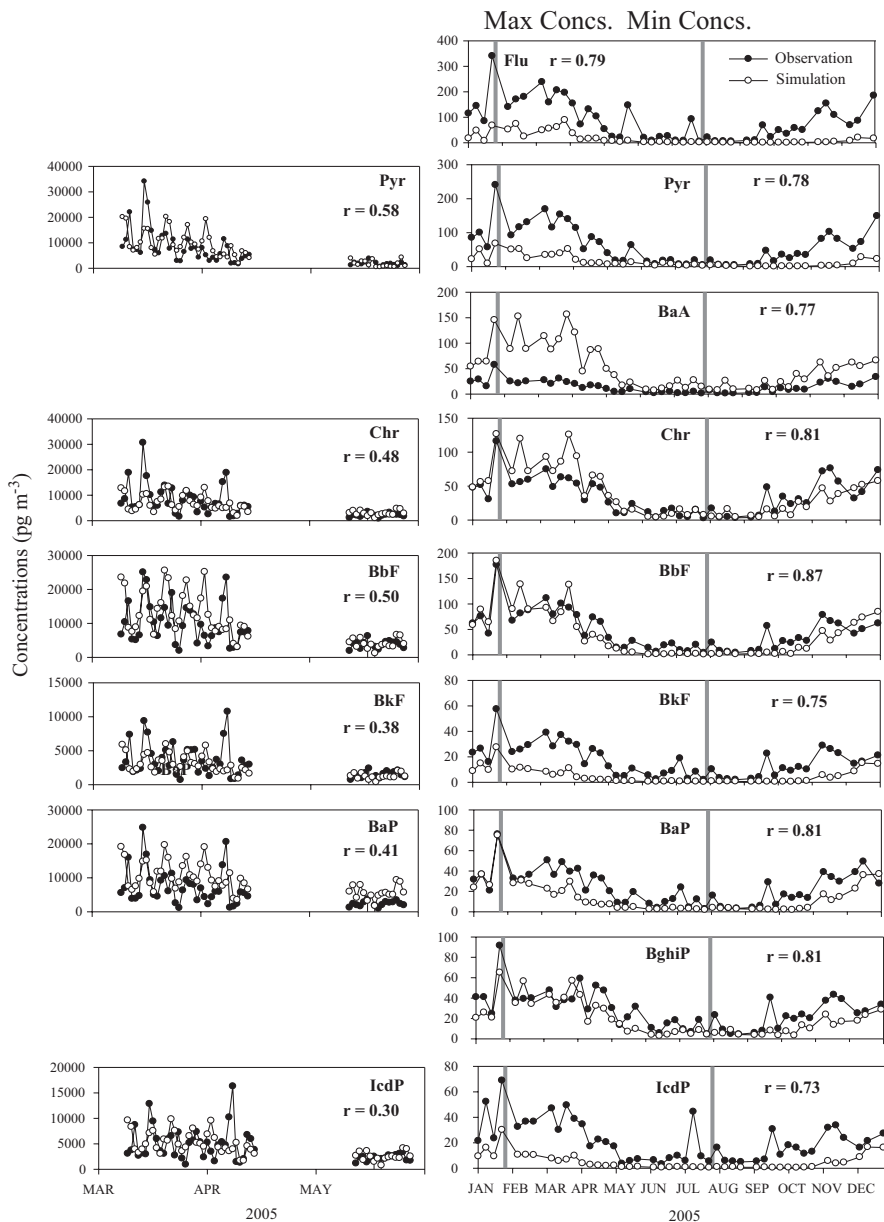 Max Concs. Min Concs.
Flu r = 0.79
Observation
Simulation
400
300
200
100
0
Pyr
r = 0.58
40000
30000
20000
10000
0
Pyr
r = 0.78
300
200
100
0
BaA
r = 0.77
200
150
100
50
0
Chr
r = 0.48
40000
30000
20000
10000
0
Chr
r = 0.81
150
100
50
0
Concentrations (pg m⁻³)
BbF
r = 0.50
30000
20000
10000
0
BbF
r = 0.87
200
150
100
50
0
BkF
r = 0.38
15000
10000
5000
0
BkF
r = 0.75
80
60
40
20
0
BaP
r = 0.41
30000
20000
10000
0
BaP
r = 0.81
100
80
60
40
20
0
BghiP
r = 0.81
100
80
60
40
20
0
IcdP
r = 0.30
20000
15000
10000
5000
0
MAR APR MAY
2005
IcdP
r = 0.73
80
60
40
20
0
JAN FEB MAR APR MAY JUN JUL AUG SEP OCT NOV DEC
2005